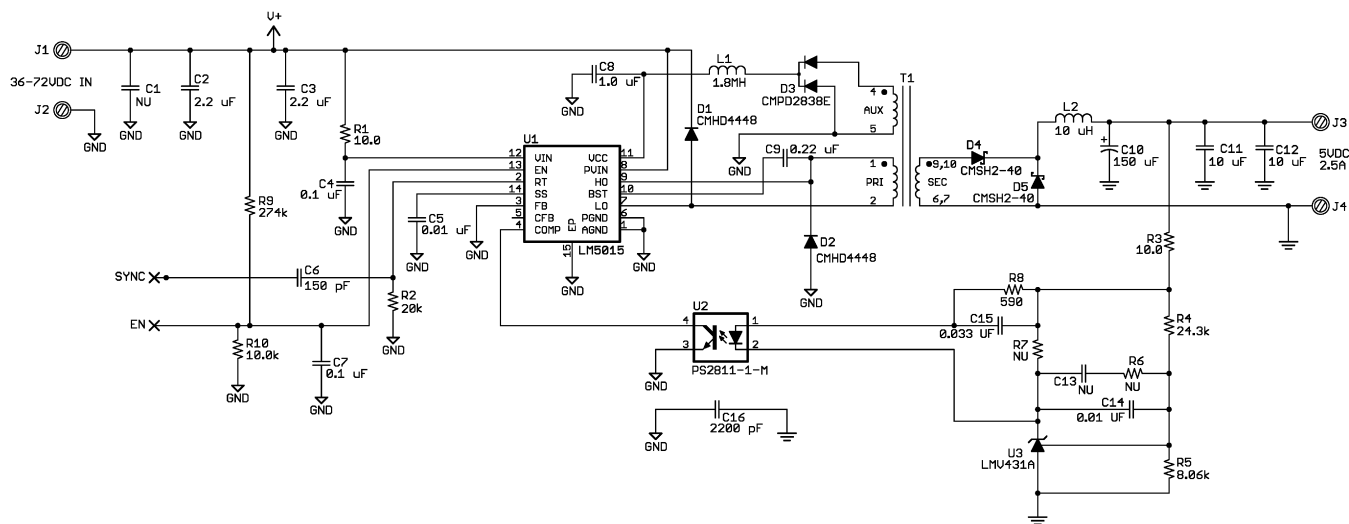 V+
J1
36-72VDC IN
J2
GND
C1
NU
GND
C2
2.2 uF
GND
C3
2.2 uF
GND
R1
10.0
C4
0.1 uF
GND
R9
274k
U1
12 VIN
13 EN
2 RT
14 SS
3 FB
5 CFB
4 COMP
VCC 11
PVIN 8
HO 9
BST 10
LO 7
PGND 6
AGND 1
EP
15
LM5015
GND
GND
C5
0.01 uF
GND
GND
C8
1.0 uF
GND
L1
1.8MH
D1
CMHD4448
D3
CMPD2838E
GND
C9 0.22 uF
D2
CMHD4448
GND
T1
4
AUX
5
1
PRI
2
9,10
SEC
6,7
D4
CMSH2-40
D5
CMSH2-40
L2
10 uH
C10
150 uF
C11
10 uF
C12
10 uF
J3
5VDC
2.5A
J4
SYNC
C6
150 pF
R2
20k
GND
EN
R10
10.0k
GND
C7
0.1 uF
GND
U2
4
3
1
2
PS2811-1-M
GND
C16
2200 pF
GND
R3
10.0
R8
590
C15
0.033 UF
R7
NU
R4
24.3k
C13
NU
R6
NU
C14
0.01 UF
U3
LMV431A
R5
8.06k